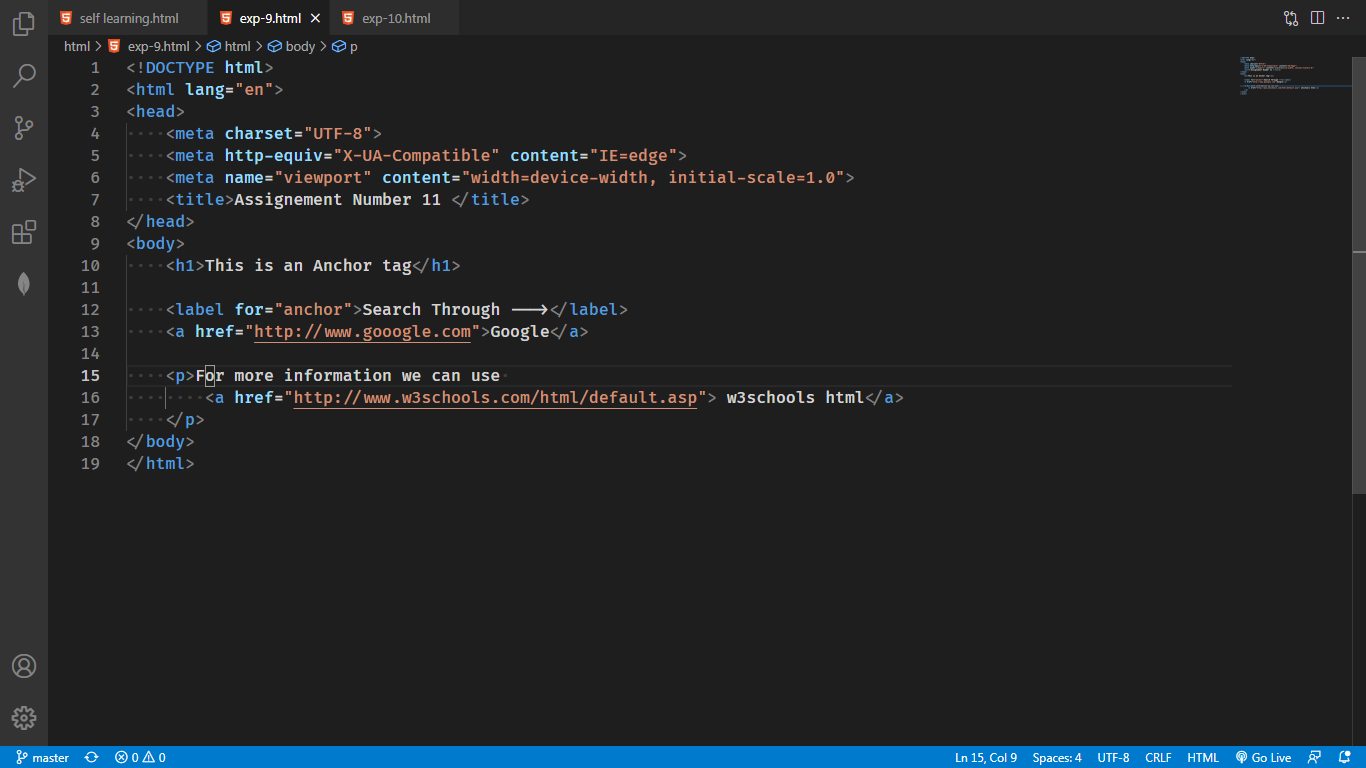 self learning.html
exp-9.html
exp-10.html
html > exp-9.html > html > body > p
1 <!DOCTYPE html>
2 <html lang="en">
3 <head>
4 <meta charset="UTF-8">
5 <meta http-equiv="X-UA-Compatible" content="IE=edge">
6 <meta name="viewport" content="width=device-width, initial-scale=1.0">
7 <title>Assignement Number 11 </title>
8 </head>
9 <body>
10 <h1>This is an Anchor tag</h1>
11
12 <label for="anchor">Search Through ---></label>
13 <a href="http://www.gooogle.com">Google</a>
14
15 <p>For more information we can use
16 <a href="http://www.w3schools.com/html/default.asp"> w3schools html</a>
17 </p>
18 </body>
19 </html>
master 0 0 Ln 15, Col 9 Spaces: 4 UTF-8 CRLF HTML Go Live